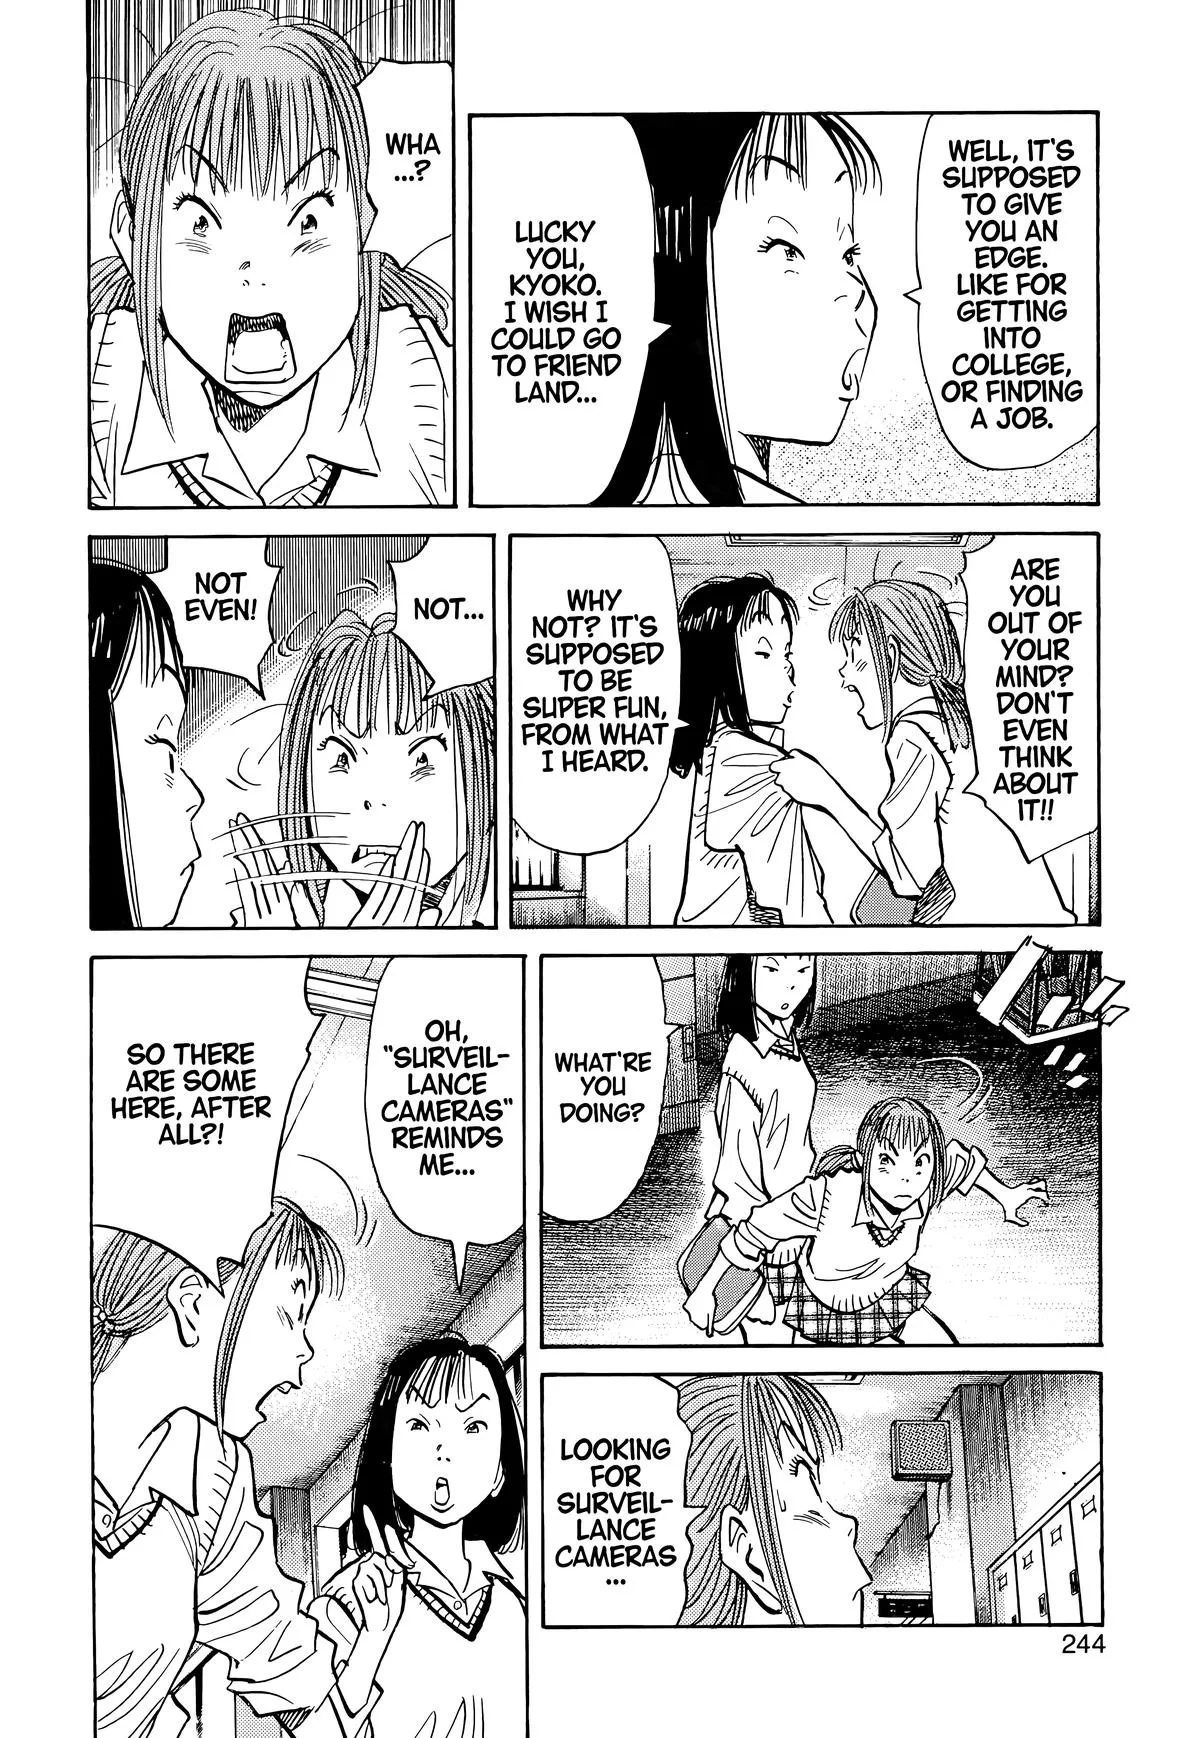 WELL, IT'S
SUPPOSED
TO GIVE
YOU AN
EDGE.
LIKE FOR
GETTING
INTO
COLLEGE,
OR FINDING
A JOB.
LUCKY
YOU,
KYOKO.
I WISH I
COULD GO
TO FRIEND
LAND...
WHA
...?
ARE
YOU
OUT OF
YOUR
MIND?
DON'T
EVEN
THINK
ABOUT
IT!!
WHY
NOT? IT'S
SUPPOSED
TO BE
SUPER FUN,
FROM WHAT
I HEARD.
NOT...
NOT
EVEN!
WHAT'RE
YOU
DOING?
LOOKING
FOR
SURVEIL-
LANCE
CAMERAS
...
OH,
"SURVEIL-
LANCE
CAMERAS"
REMINDS
ME...
SO THERE
ARE SOME
HERE, AFTER
ALL?!
244